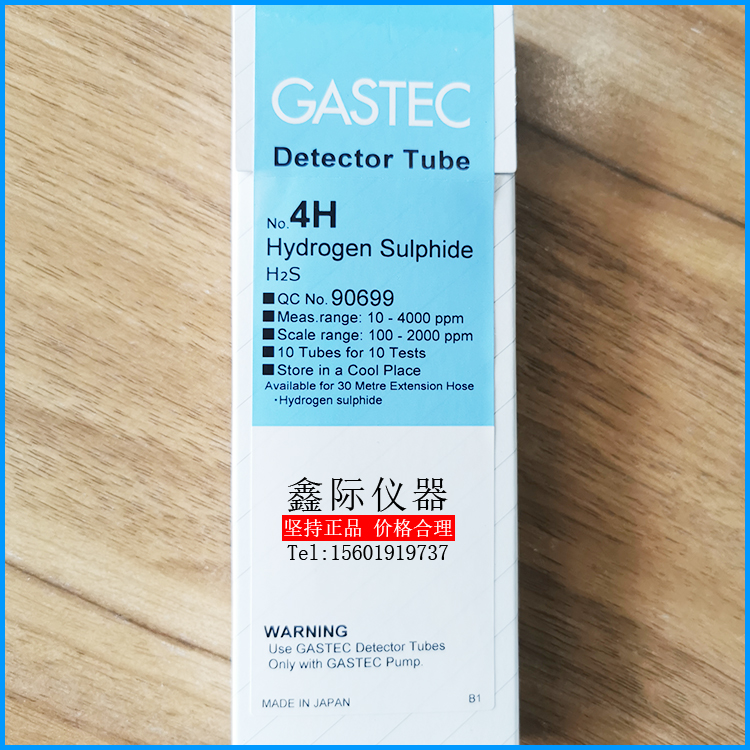 GASTEC
Detector Tube
No. 4H
Hydrogen Sulphide
H₂S
■ QC No. 90699
■ Meas.range: 10 - 4000 ppm
■ Scale range: 100 - 2000 ppm
■ 10 Tubes for 10 Tests
■ Store in a Cool Place
Available for 30 Metre Extension Hose
・Hydrogen sulphide
鑫际仪器
坚持正品 价格合理
Tel:15601919737
WARNING
Use GASTEC Detector Tubes
Only with GASTEC Pump.
MADE IN JAPAN B1